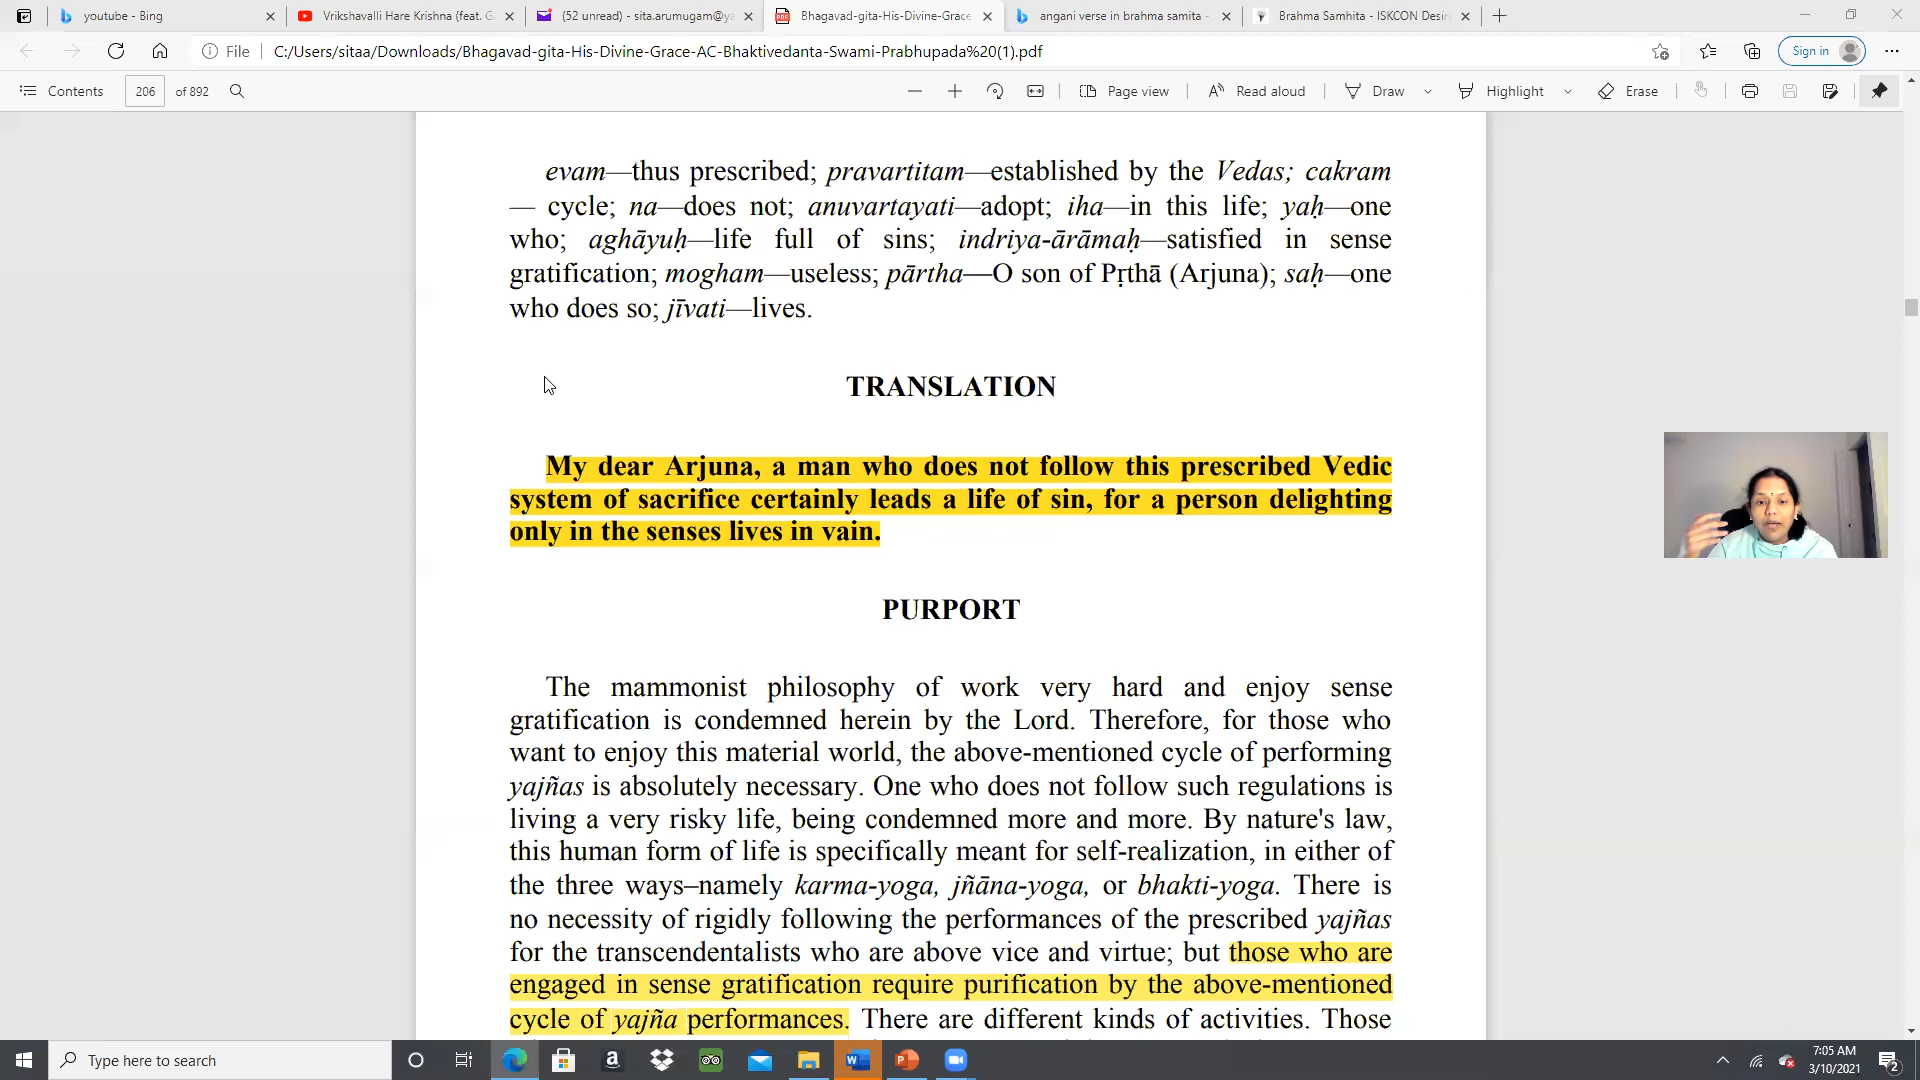 youtube - Bing
Vrikshavalli Hare Krishna (feat. G
(52 unread) - sita.arumugam@ya
Bhagavad-gita-His-Divine-Grace
angani verse in brahma samita -
Brahma Samhita - ISKCON Desir
File
C:/Users/sitaa/Downloads/Bhagavad-gita-His-Divine-Grace-AC-Bhaktivedanta-Swami-Prabhupada%20(1).pdf
Sign in
Contents
206
of 892
Page view
Read aloud
Draw
Highlight
Erase
evam—thus prescribed; pravartitam—established by the Vedas; cakram
— cycle; na—does not; anuvartayati—adopt; iha—in this life; yaḥ—one
who; aghāyuḥ—life full of sins; indriya-ārāmaḥ—satisfied in sense
gratification; mogham—useless; pārtha—O son of Pṛthā (Arjuna); saḥ—one
who does so; jīvati—lives.
TRANSLATION
My dear Arjuna, a man who does not follow this prescribed Vedic
system of sacrifice certainly leads a life of sin, for a person delighting
only in the senses lives in vain.
PURPORT
The mammonist philosophy of work very hard and enjoy sense
gratification is condemned herein by the Lord. Therefore, for those who
want to enjoy this material world, the above-mentioned cycle of performing
yajñas is absolutely necessary. One who does not follow such regulations is
living a very risky life, being condemned more and more. By nature's law,
this human form of life is specifically meant for self-realization, in either of
the three ways–namely karma-yoga, jñāna-yoga, or bhakti-yoga. There is
no necessity of rigidly following the performances of the prescribed yajñas
for the transcendentalists who are above vice and virtue; but those who are
engaged in sense gratification require purification by the above-mentioned
cycle of yajña performances. There are different kinds of activities. Those
Type here to search
7:05 AM
3/10/2021
2